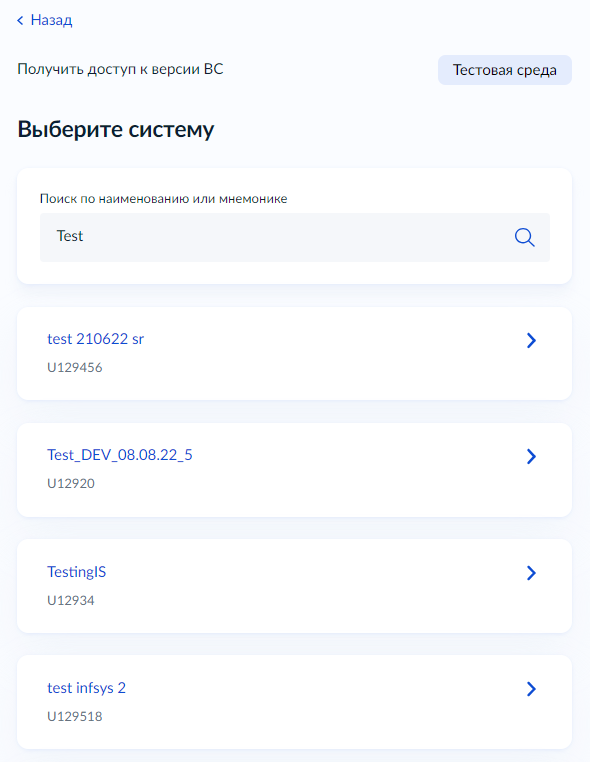 Назад
Получить доступ к версии ВС
Тестовая среда
Выберите систему
Поиск по наименованию или мнемонике
Test
test 210622 sr
U129456
Test_DEV_08.08.22_5
U12920
TestingIS
U12934
test infsys 2
U129518